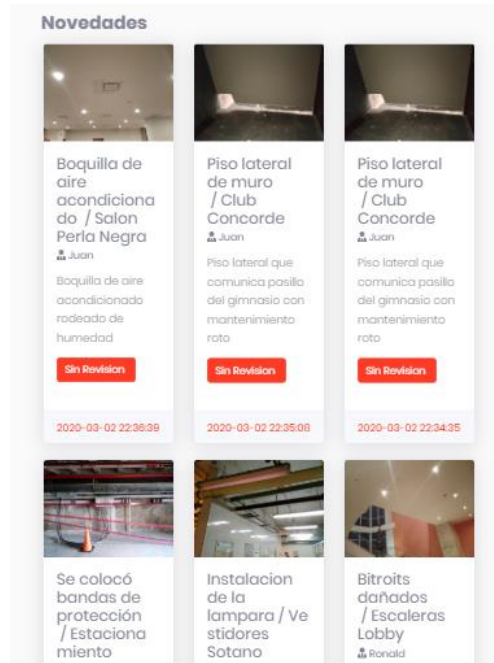 Novedades
Boquilla de
aire
acondiciona
do / Salon
Perla Negra
Juan
Boquilla de aire
acondicionado
rodeado de
humedad
Sin Revision
2020-03-02 22:36:39
Piso lateral
de muro
/ Club
Concorde
Juan
Piso lateral que
comunica pasillo
del gimnasio con
mantenimiento
roto
Sin Revision
2020-03-02 22:35:08
Piso lateral
de muro
/ Club
Concorde
Juan
Piso lateral que
comunica pasillo
del gimnasio con
mantenimiento
roto
Sin Revision
2020-03-02 22:34:35
Se colocó
bandas de
protección
/ Estaciona
miento
Instalacion
de la
lampara / Ve
stidores
Sotano
Bitroits
dañados
/ Escaleras
Lobby
Ronald